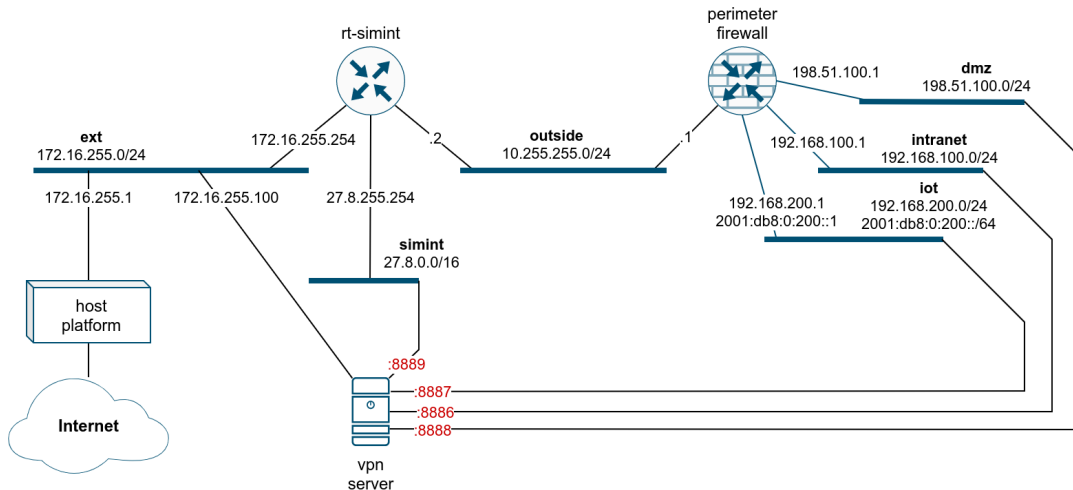 rt-simint
perimeter
firewall
198.51.100.1
dmz
198.51.100.0/24
ext
172.16.255.0/24
172.16.255.254
.2
outside
10.255.255.0/24
.1
192.168.100.1
intranet
192.168.100.0/24
172.16.255.1
172.16.255.100
27.8.255.254
192.168.200.1
2001:db8:0:200::1
iot
192.168.200.0/24
2001:db8:0:200::/64
simint
27.8.0.0/16
host
platform
:8889
:8887
:8886
:8888
Internet
vpn
server